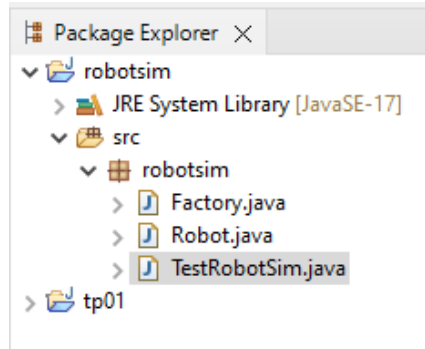 Package Explorer
robotsim
JRE System Library [JavaSE-17]
src
robotsim
Factory.java
Robot.java
TestRobotSim.java
tp01